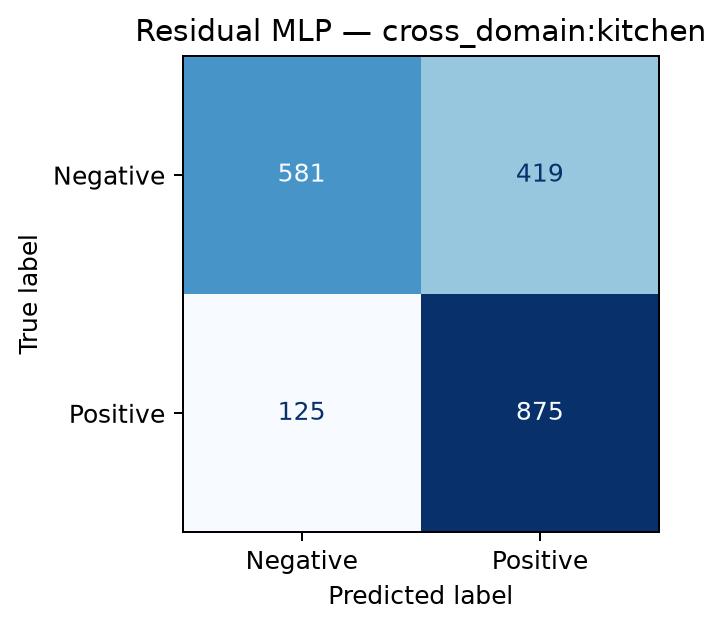 Residual MLP — cross_domain:kitchen
True label
Negative
581
419
Positive
125
875
Negative
Positive
Predicted label